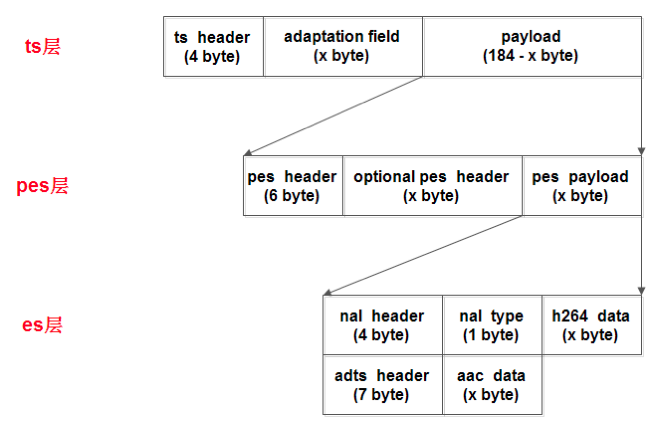 ts层
ts header
(4 byte)
adaptation field
(x byte)
payload
(184 - x byte)
pes层
pes header
(6 byte)
optional pes header
(x byte)
pes payload
(x byte)
es层
nal header
(4 byte)
nal type
(1 byte)
h264 data
(x byte)
adts header
(7 byte)
aac data
(x byte)